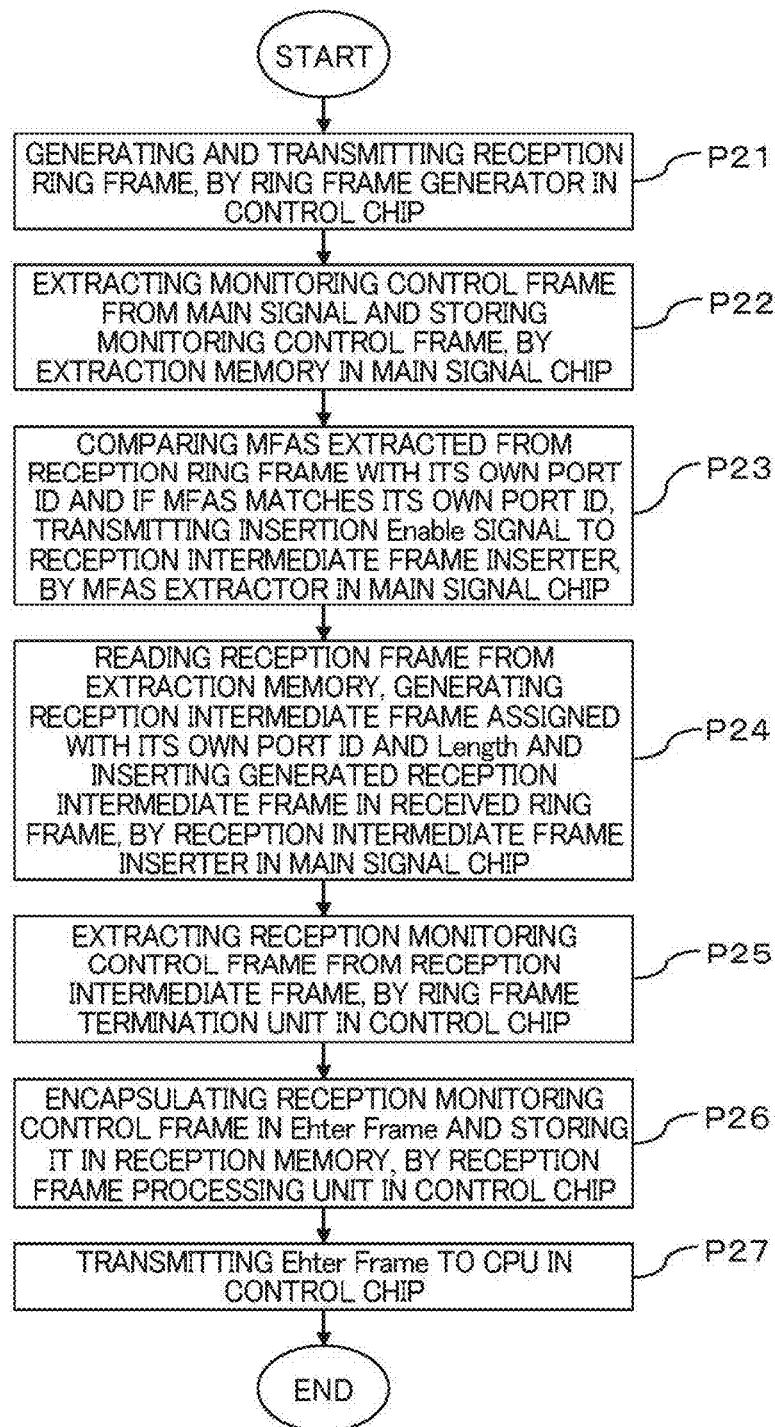 START
GENERATING AND TRANSMITTING RECEPTION
RING FRAME, BY RING FRAME GENERATOR IN
CONTROL CHIP
P21
EXTRACTING MONITORING CONTROL FRAME
FROM MAIN SIGNAL AND STORING
MONITORING CONTROL FRAME, BY
EXTRACTION MEMORY IN MAIN SIGNAL CHIP
P22
COMPARING MFAS EXTRACTED FROM
RECEPTION RING FRAME WITH ITS OWN PORT
ID AND IF MFAS MATCHES ITS OWN PORT ID,
TRANSMITTING INSERTION Enable SIGNAL TO
RECEPTION INTERMEDIATE FRAME INSERTER,
BY MFAS EXTRACTOR IN MAIN SIGNAL CHIP
P23
READING RECEPTION FRAME FROM
EXTRACTION MEMORY, GENERATING
RECEPTION INTERMEDIATE FRAME ASSIGNED
WITH ITS OWN PORT ID AND Length AND
INSERTING GENERATED RECEPTION
INTERMEDIATE FRAME IN RECEIVED RING
FRAME, BY RECEPTION INTERMEDIATE FRAME
INSERTER IN MAIN SIGNAL CHIP
P24
EXTRACTING RECEPTION MONITORING
CONTROL FRAME FROM RECEPTION
INTERMEDIATE FRAME, BY RING FRAME
TERMINATION UNIT IN CONTROL CHIP
P25
ENCAPSULATING RECEPTION MONITORING
CONTROL FRAME IN Ehter Frame AND STORING
IT IN RECEPTION MEMORY, BY RECEPTION
FRAME PROCESSING UNIT IN CONTROL CHIP
P26
TRANSMITTING Ehter Frame TO CPU IN
CONTROL CHIP
P27
END